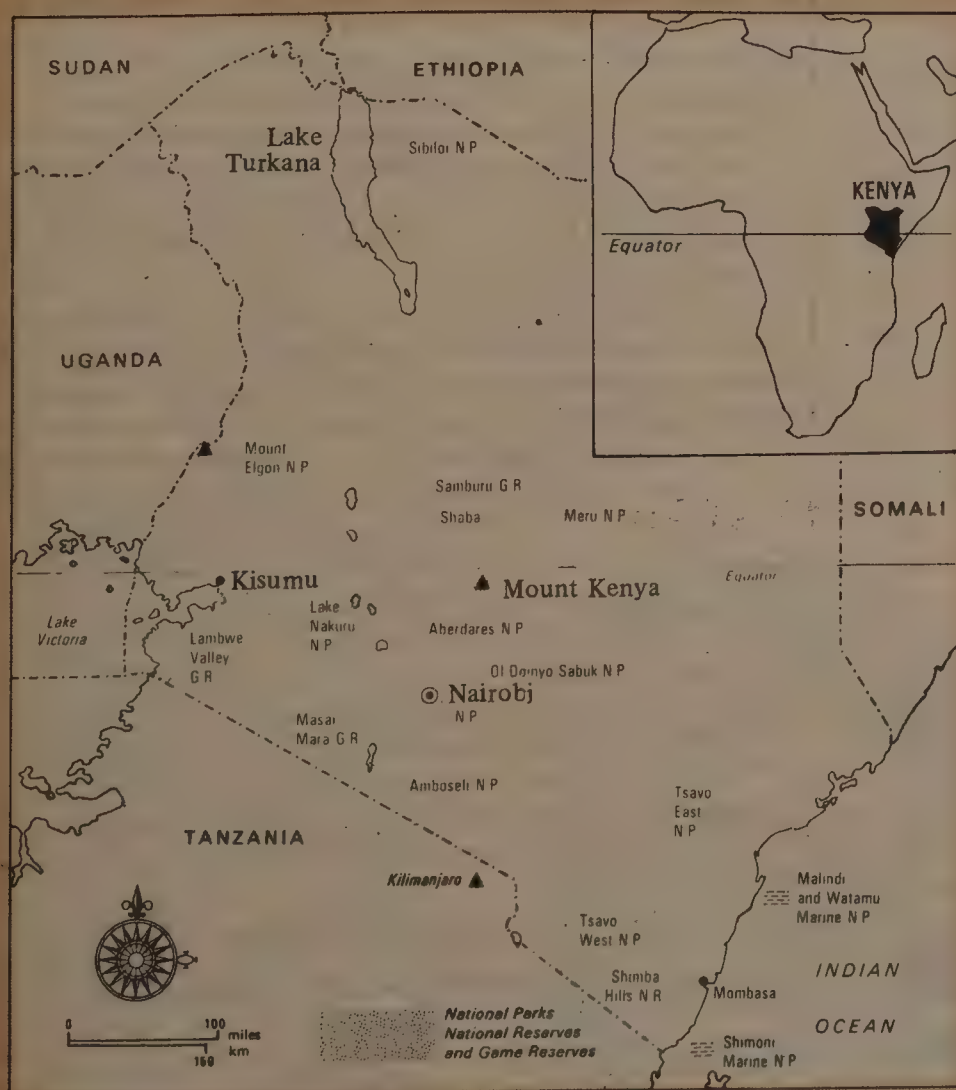 SUDAN
ETHIOPIA
Lake
Turkana
Sibiloi N P
KENYA
Equator
UGANDA
Mount
Elgon N P
Samburu G R
Shaba
Meru N P
SOMALI
Kisumu
Mount Kenya
Equator
Lake
Victoria
Lambwe
Valley
G R
Lake
Nakuru
N P
Aberdares N P
Ol Doinyo Sabuk N P
Nairobi
N P
Masai
Mara G R
Amboseli N P
Tsavo
East
N P
TANZANIA
Kilimanjaro
Malindi
and Watamu
Marine N P
Tsavo
West N P
Shimba
Hills N R
Mombasa
INDIAN
OCEAN
0 100 miles
km
160
National Parks
National Reserves
and Game Reserves
Shimoni
Marine N P